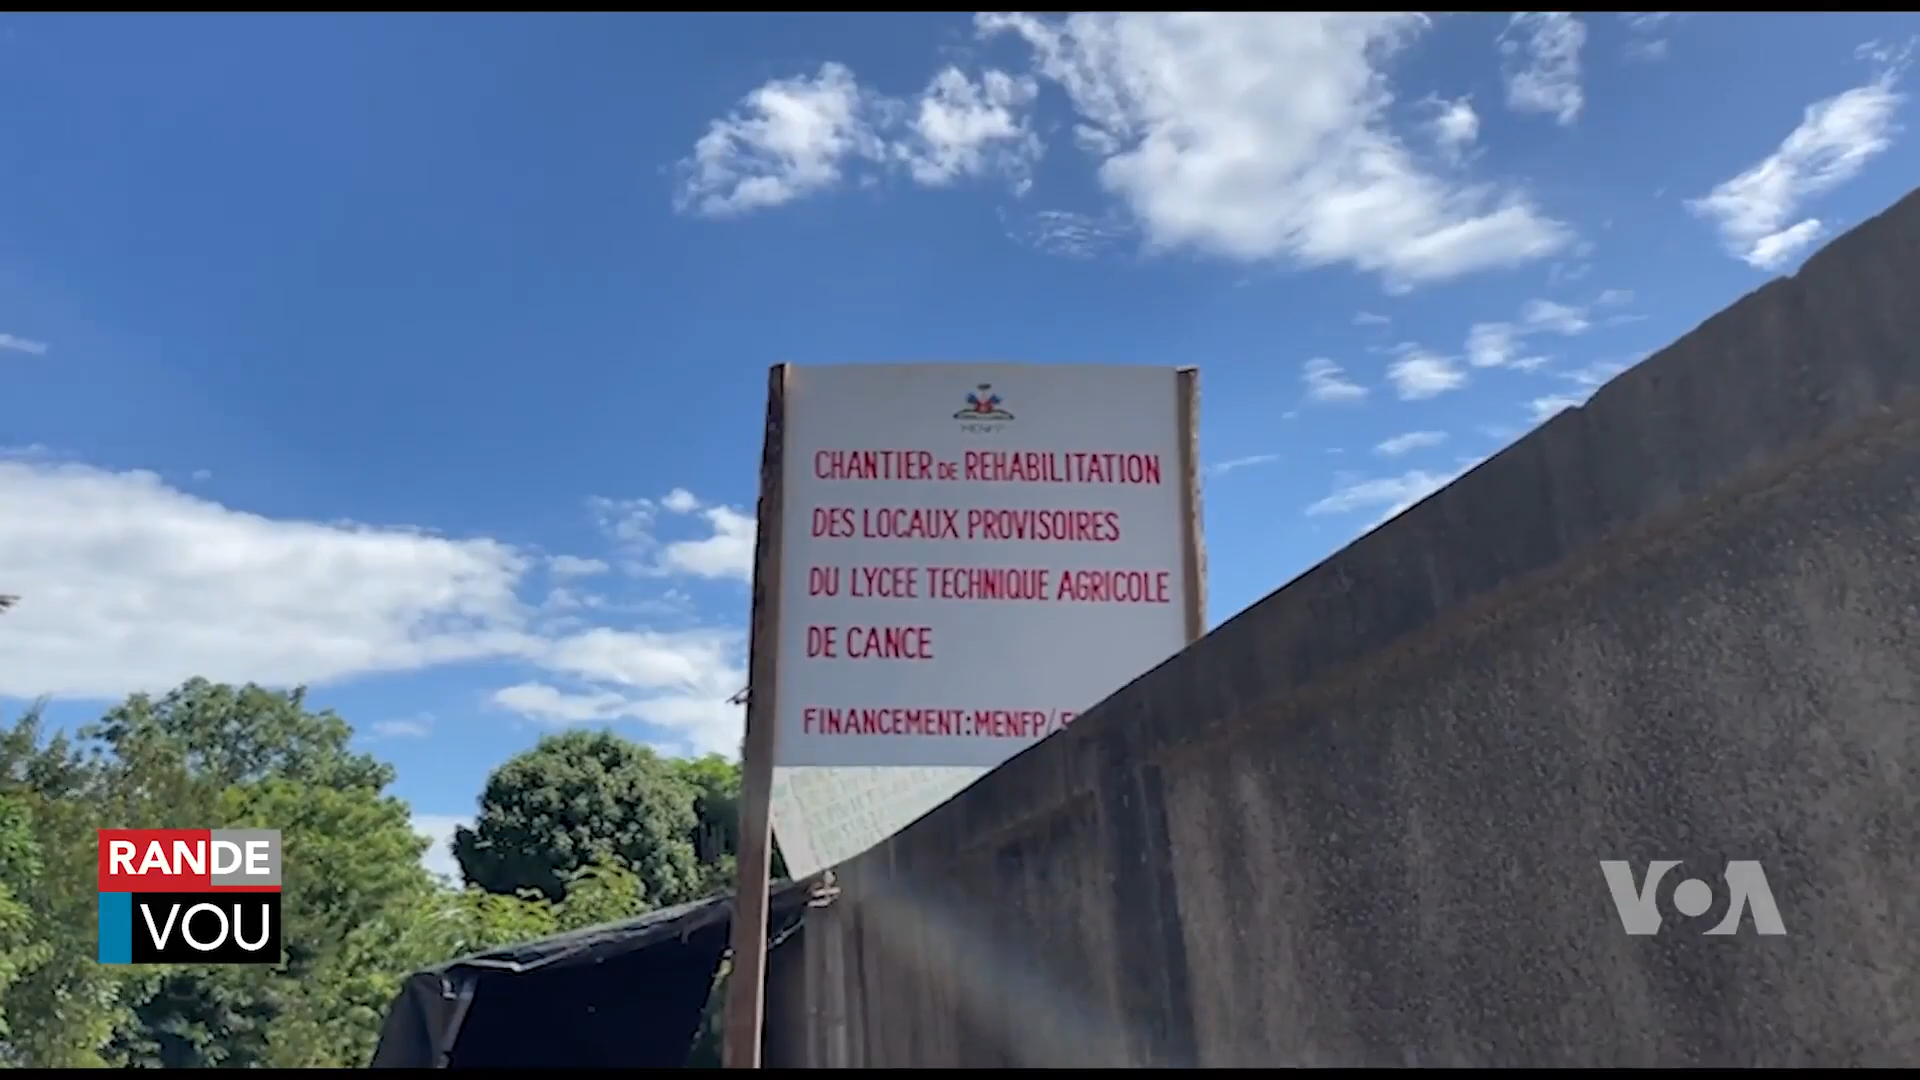 MENFP
CHANTIER DE REHABILITATION
DES LOCAUX PROVISOIRES
DU LYCEE TECHNIQUE AGRICOLE
DE CANCE
FINANCEMENT: MENFP/
RANDE
VOU
VOA